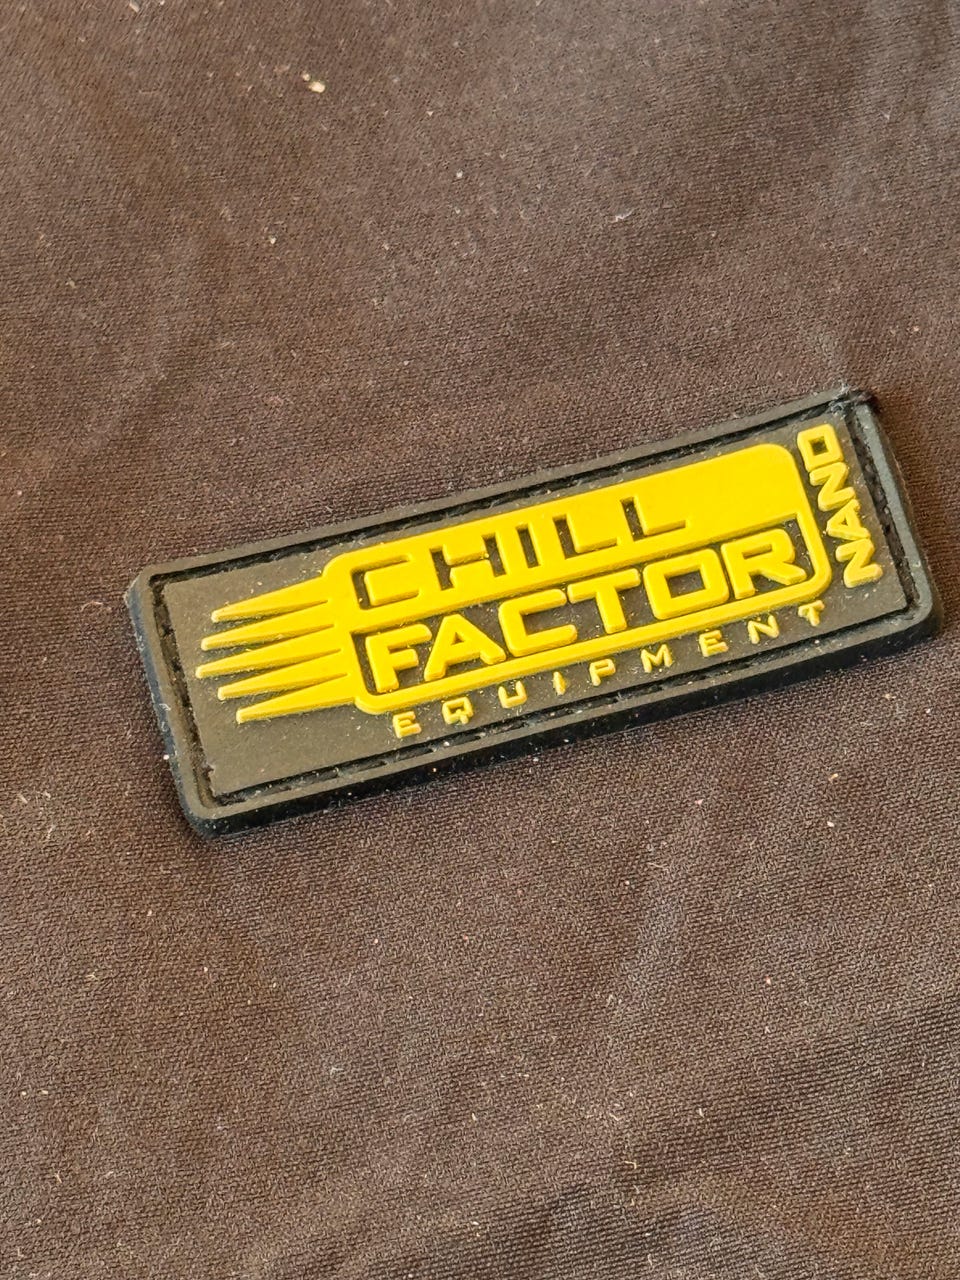 CHILL
FACTOR
EQUIPMENT
NANO